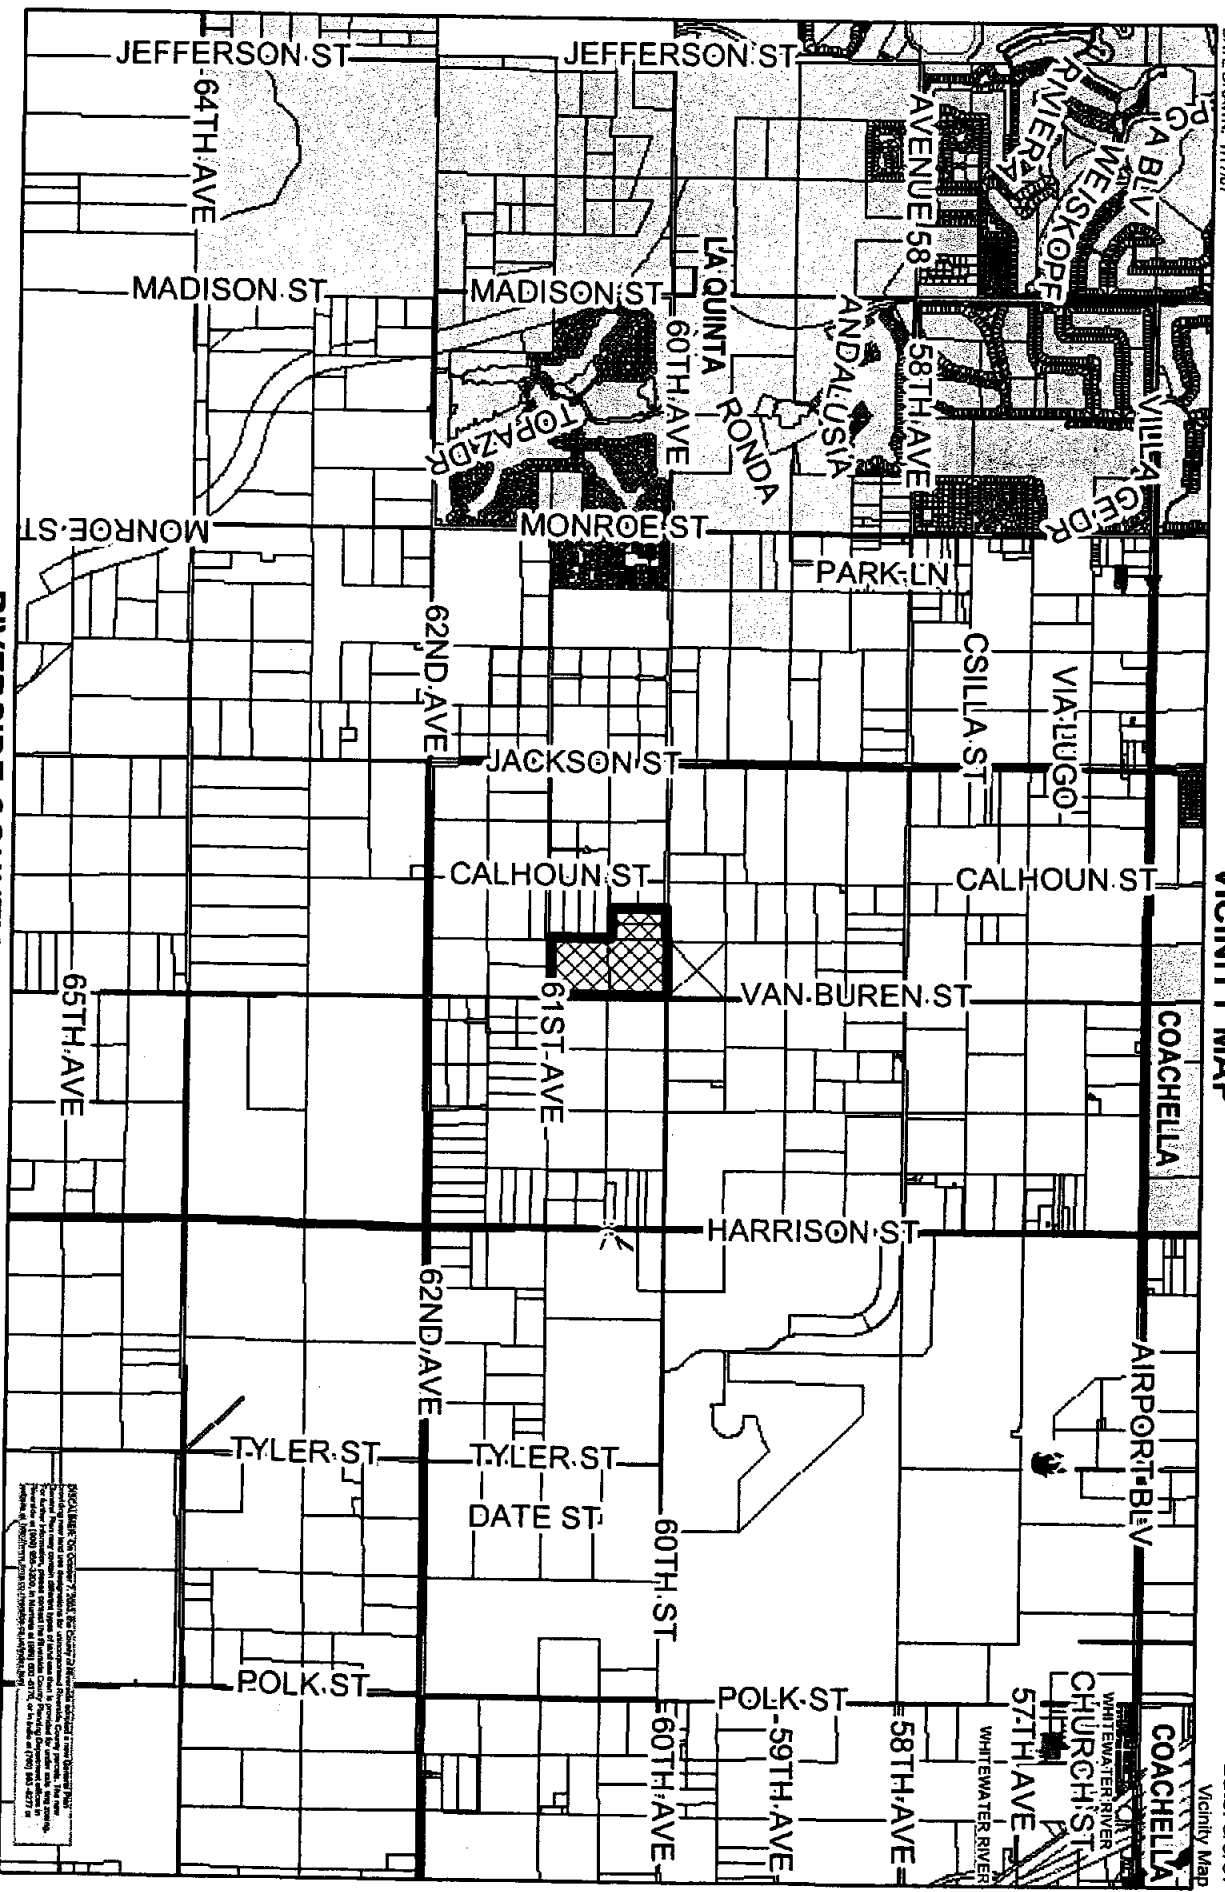 VICINITY MAP
Vicinity Map
JEFFERSON ST
JEFFERSON ST
64TH AVE
AVENUE 58
RIVIERA
WEISKOPF
PGA BLV
LA QUINTA
MADISON ST
MADISON ST
60TH AVE
ANDALUSIA
58TH AVE
RONDA
TOPAZ DR
VILLAGE DR
MONROE ST
MONROE ST
PARK LN
62ND AVE
CSILLA ST
VIA LUGO
JACKSON ST
CALHOUN ST
CALHOUN ST
VAN BUREN ST
COACHELLA
65TH AVE
61ST AVE
HARRISON ST
62ND AVE
AIRPORT BLV
TYLER ST
TYLER ST
DATE ST
60TH ST
POLK ST
POLK ST
60TH AVE
59TH AVE
58TH AVE
57TH AVE
CHURCH ST
WHITEWATER RIVER
WHITEWATER RIVER
COACHELLA